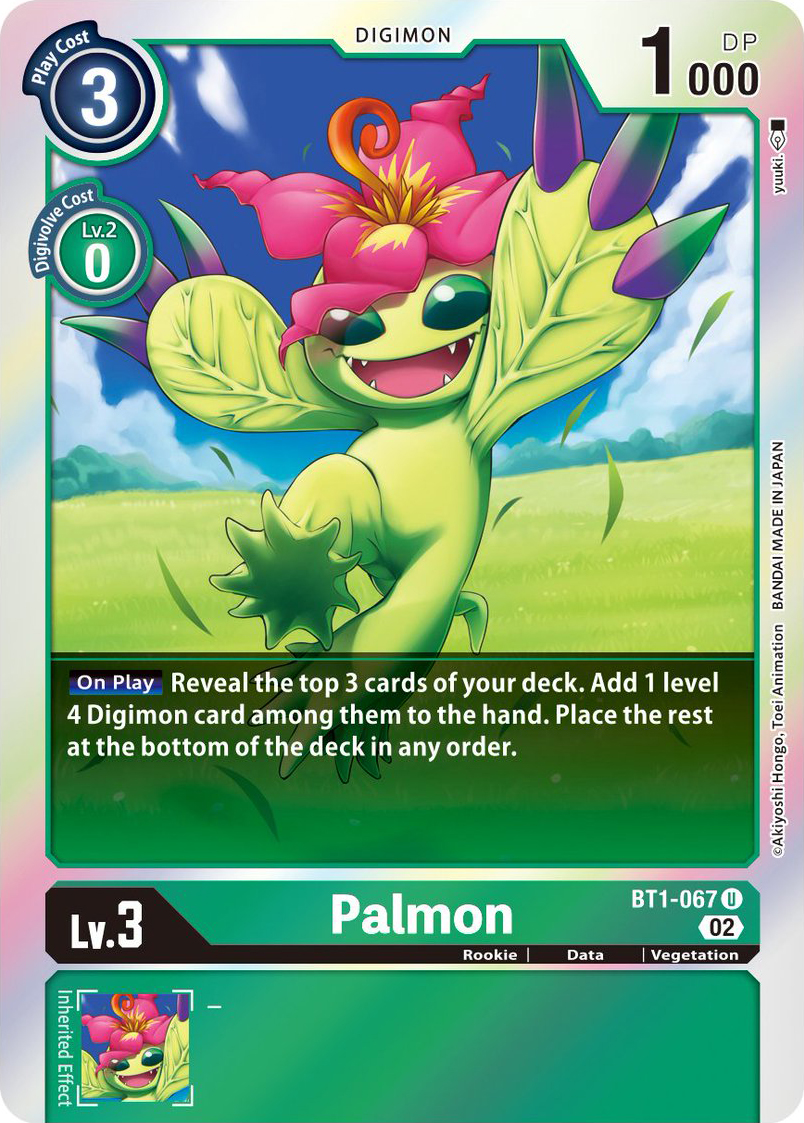 DIGIMON
Play Cost
3
DP
1000
Digivolve Cost
Lv.2
0
yuuki.
©Akiyoshi Hongo, Toei Animation BANDAI MADE IN JAPAN
On Play Reveal the top 3 cards of your deck. Add 1 level
4 Digimon card among them to the hand. Place the rest
at the bottom of the deck in any order.
Lv.3
Palmon
BT1-067 U
02
Rookie | Data | Vegetation
Inherited Effect
–